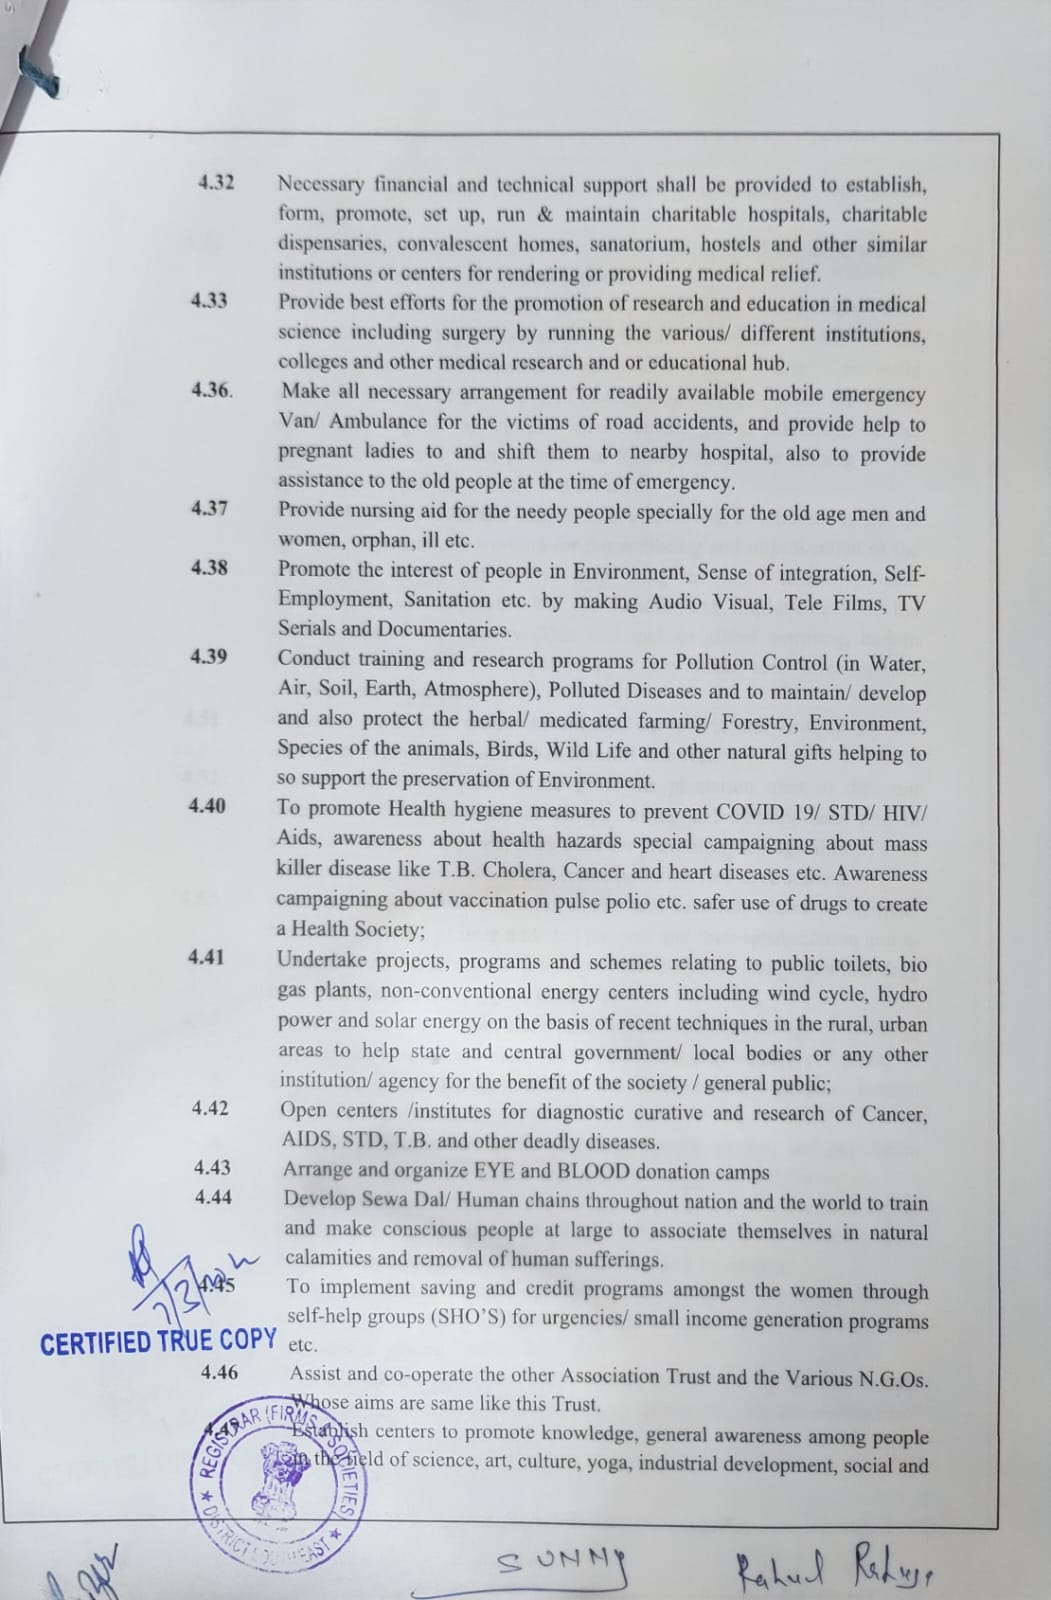 4.32 Necessary financial and technical support shall be provided to establish,
form, promote, set up, run & maintain charitable hospitals, charitable
dispensaries, convalescent homes, sanatorium, hostels and other similar
institutions or centers for rendering or providing medical relief.
4.33 Provide best efforts for the promotion of research and education in medical
science including surgery by running the various/ different institutions,
colleges and other medical research and or educational hub.
4.36. Make all necessary arrangement for readily available mobile emergency
Van/ Ambulance for the victims of road accidents, and provide help to
pregnant ladies to and shift them to nearby hospital, also to provide
assistance to the old people at the time of emergency.
4.37 Provide nursing aid for the needy people specially for the old age men and
women, orphan, ill etc.
4.38 Promote the interest of people in Environment, Sense of integration, Self-
Employment, Sanitation etc. by making Audio Visual, Tele Films, TV
Serials and Documentaries.
4.39 Conduct training and research programs for Pollution Control (in Water,
Air, Soil, Earth, Atmosphere), Polluted Diseases and to maintain/ develop
and also protect the herbal/ medicated farming/ Forestry, Environment,
Species of the animals, Birds, Wild Life and other natural gifts helping to
so support the preservation of Environment.
4.40 To promote Health hygiene measures to prevent COVID 19/ STD/ HIV/
Aids, awareness about health hazards special campaigning about mass
killer disease like T.B. Cholera, Cancer and heart diseases etc. Awareness
campaigning about vaccination pulse polio etc. safer use of drugs to create
a Health Society;
4.41 Undertake projects, programs and schemes relating to public toilets, bio
gas plants, non-conventional energy centers including wind cycle, hydro
power and solar energy on the basis of recent techniques in the rural, urban
areas to help state and central government/ local bodies or any other
institution/ agency for the benefit of the society / general public;
4.42 Open centers /institutes for diagnostic curative and research of Cancer,
AIDS, STD, T.B. and other deadly diseases.
4.43 Arrange and organize EYE and BLOOD donation camps
4.44 Develop Sewa Dal/ Human chains throughout nation and the world to train
and make conscious people at large to associate themselves in natural
calamities and removal of human sufferings.
4.45 To implement saving and credit programs amongst the women through
self-help groups (SHO'S) for urgencies/ small income generation programs
CERTIFIED TRUE COPY etc.
4.46 Assist and co-operate the other Association Trust and the Various N.G.Os.
Whose aims are same like this Trust.
Establish centers to promote knowledge, general awareness among people
in the field of science, art, culture, yoga, industrial development, social and
REGISTRAR (FIRMS & SOCIETIES)
DISTRICT SOUTH EAST
SUNNY
Rahul